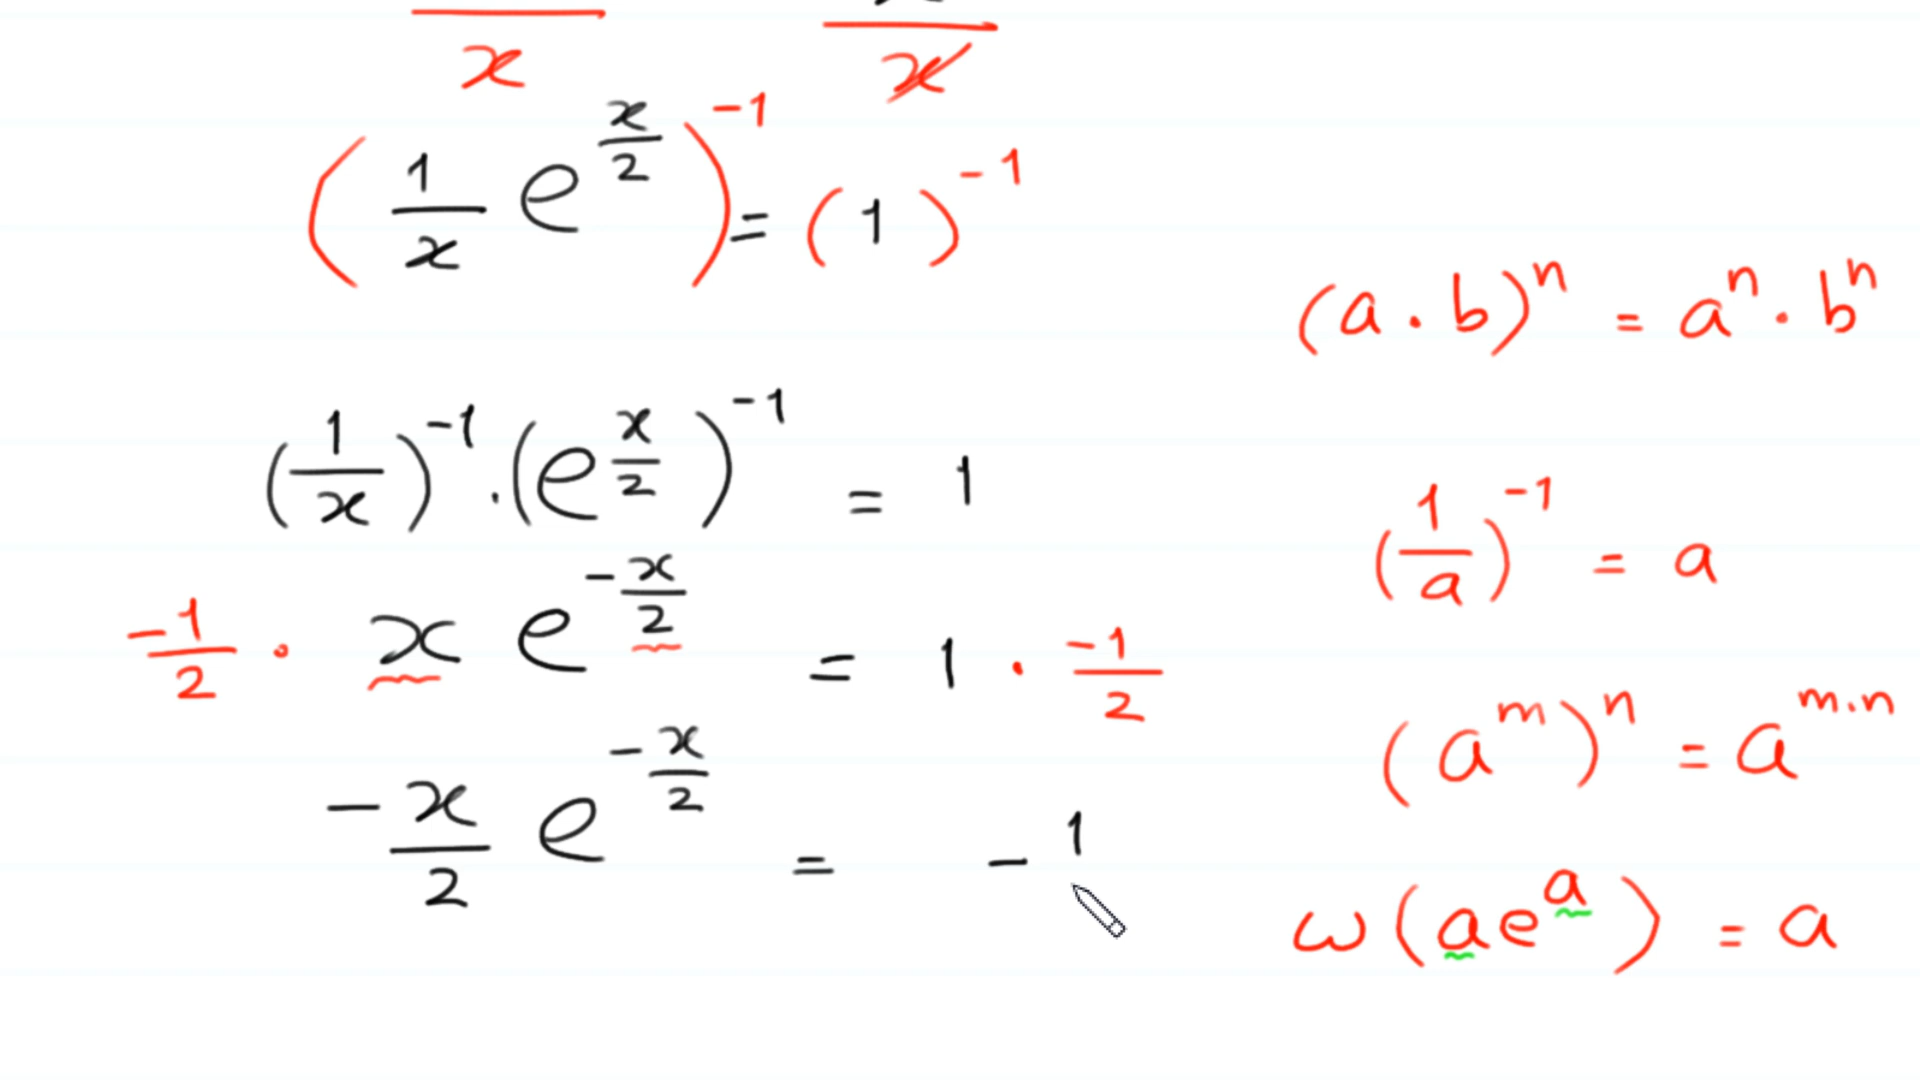 x x
( 1/x e^(x/2) )^-1 = ( 1 )^-1
(a · b)^n = a^n · b^n
( 1/x )^-1 · ( e^(x/2) )^-1 = 1
( 1/a )^-1 = a
-1/2 · x e^(-x/2) = 1 · -1/2
( a^m )^n = a^(m.n)
- x/2 e^(-x/2) = - 1
ω ( a e^a ) = a